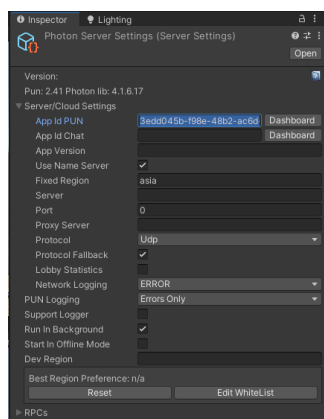 Inspector Lighting
Photon Server Settings (Server Settings)
Open
Version:
Pun: 2.41 Photon lib: 4.1.6.17
Server/Cloud Settings
App Id PUN 3edd045b-f98e-48b2-ac6d- Dashboard
App Id Chat Dashboard
App Version
Use Name Server
Fixed Region asia
Server
Port 0
Proxy Server
Protocol Udp
Protocol Fallback
Lobby Statistics
Network Logging ERROR
PUN Logging Errors Only
Support Logger
Run In Background
Start In Offline Mode
Dev Region
Best Region Preference: n/a
Reset Edit WhiteList
RPCs